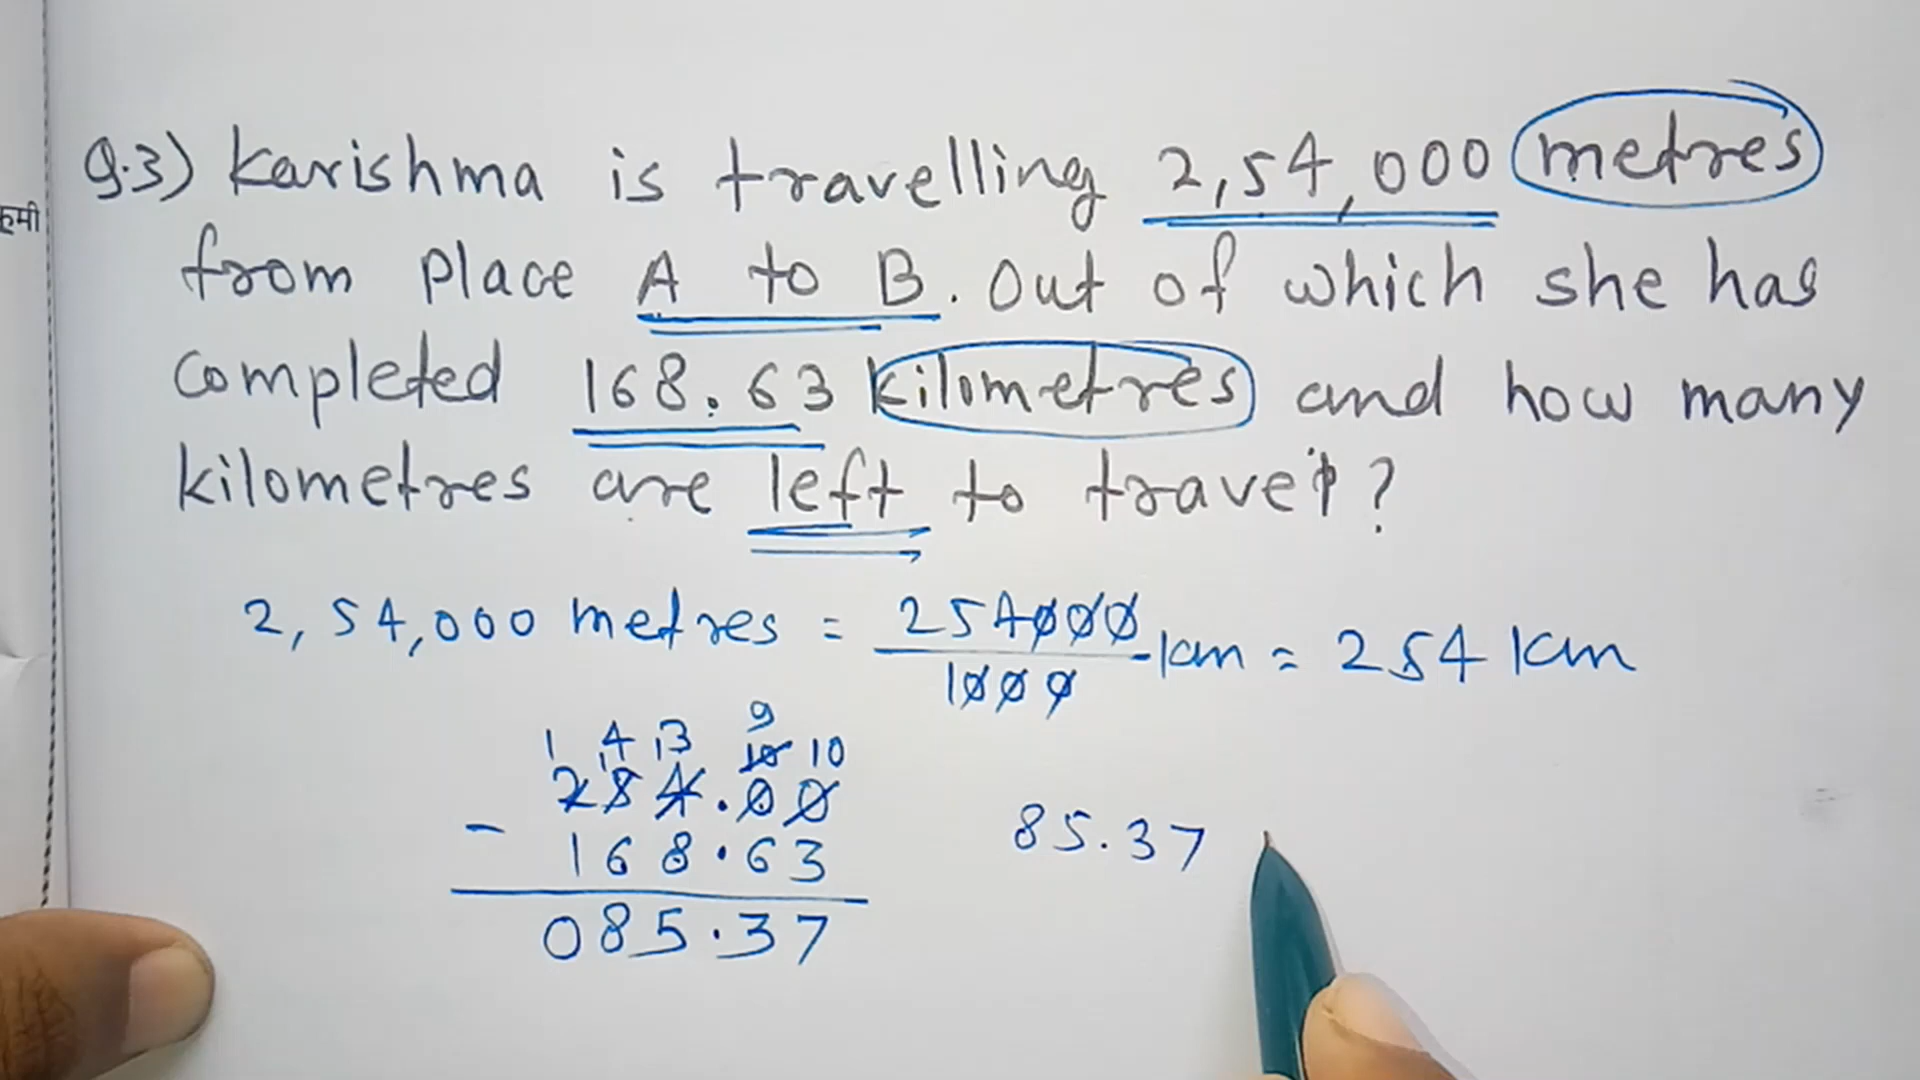 Q.3) Karishma is travelling 2,54,000 metres
from place A to B. Out of which she has
completed 168.63 kilometres and how many
kilometres are left to travel?
2,54,000 metres = 254000/1000 km = 254 km
9
1 14 13 10 10
254.00
- 168.63
085.37
85.37